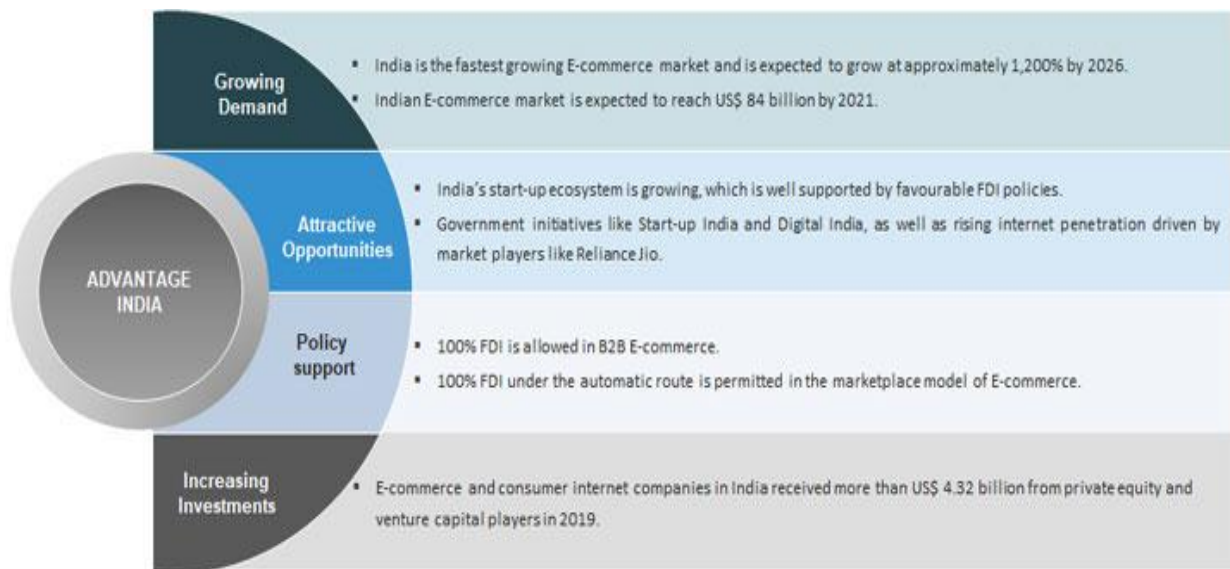 Growing
Demand
▪ India is the fastest growing E-commerce market and is expected to grow at approximately 1,200% by 2026.
▪ Indian E-commerce market is expected to reach US$ 84 billion by 2021.
ADVANTAGE
INDIA
Attractive
Opportunities
▪ India's start-up ecosystem is growing, which is well supported by favourable FDI policies.
▪ Government initiatives like Start-up India and Digital India, as well as rising internet penetration driven by
market players like Reliance Jio.
Policy
support
▪ 100% FDI is allowed in B2B E-commerce.
▪ 100% FDI under the automatic route is permitted in the marketplace model of E-commerce.
Increasing
Investments
▪ E-commerce and consumer internet companies in India received more than US$ 4.32 billion from private equity and
venture capital players in 2019.